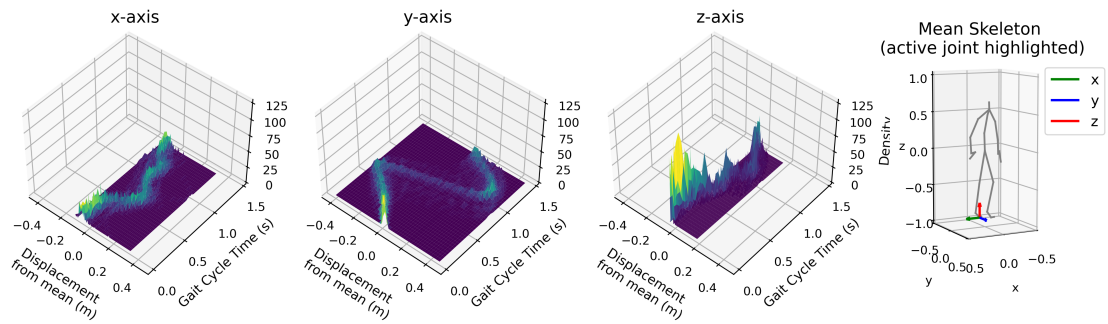 x-axis
y-axis
z-axis
Mean Skeleton
(active joint highlighted)
x
y
z
125
100
75
50
25
0
−0.4
−0.2
0.0
0.2
0.4
0.0
0.5
1.0
1.5
Displacement
from mean (m)
Gait Cycle Time (s)
125
100
75
50
25
0
−0.4
−0.2
0.0
0.2
0.4
0.0
0.5
1.0
1.5
Displacement
from mean (m)
Gait Cycle Time (s)
125
100
75
50
25
0
−0.4
−0.2
0.0
0.2
0.4
0.0
0.5
1.0
1.5
Displacement
from mean (m)
Gait Cycle Time (s)
Density
1.0
0.5
0.0
−0.5
−1.0
z
−0.5
0.0
0.5
y
0.5
0.0
−0.5
x